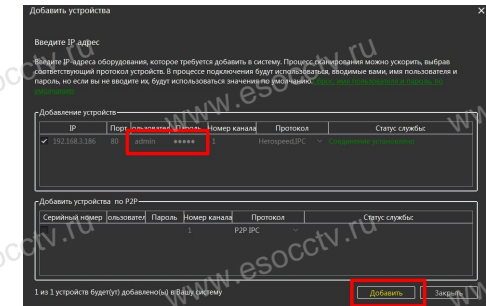 Добавить устройства
Введите IP адрес
Введите IP-адреса оборудования, которое требуется добавить в систему. Процесс сканирования можно ускорить, выбрав
соответствующий протокол устройств. В процессе подключения будут использоваться, вводимые вами, имя пользователя и
пароль, но если вы не вводите их, будут использоваться значения по умолчанию.
умолчанию
Добавление устройств
IP Порт ользовател Пароль Номер канала Протокол Статус службы:
192.168.3.186 80 admin ●●●●● 1 Herospeed,IPC Соединение установлено
Добавить устройства по P2P
Серийный номер ользовател Пароль Номер канала Протокол Статус службы:
1 P2P IPC
1 из 1 устройств будет(ут) добавлено(ы) в Вашу систему
Добавить Закрыть
www.esocctv.ru
www.esocctv.ru